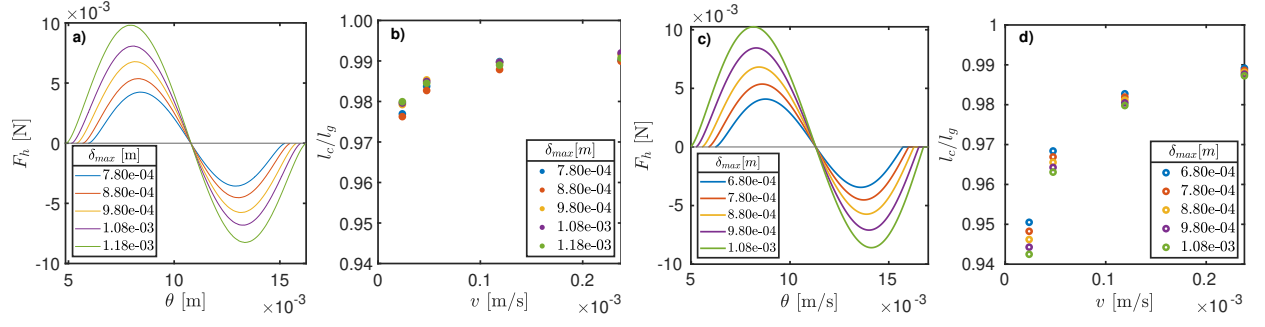 ×10⁻³
a)
10
5
0
-5
-10
F_h [N]
δ_max [m]
7.80e-04
8.80e-04
9.80e-04
1.08e-03
1.18e-03
5
10
15
θ [m]
×10⁻³
b)
1.00
0.99
0.98
0.97
0.96
0.95
0.94
l_c/l_g
δ_max[m]
7.80e-04
8.80e-04
9.80e-04
1.08e-03
1.18e-03
0
0.1
0.2
v [m/s]
×10⁻³
×10⁻³
c)
10
5
0
-5
-10
F_h [N]
δ_max[m]
6.80e-04
7.80e-04
8.80e-04
9.80e-04
1.08e-03
5
10
15
θ [m/s]
×10⁻³
d)
1
0.99
0.98
0.97
0.96
0.95
0.94
l_c/l_g
δ_max[m]
6.80e-04
7.80e-04
8.80e-04
9.80e-04
1.08e-03
0
0.1
0.2
v [m/s]
×10⁻³